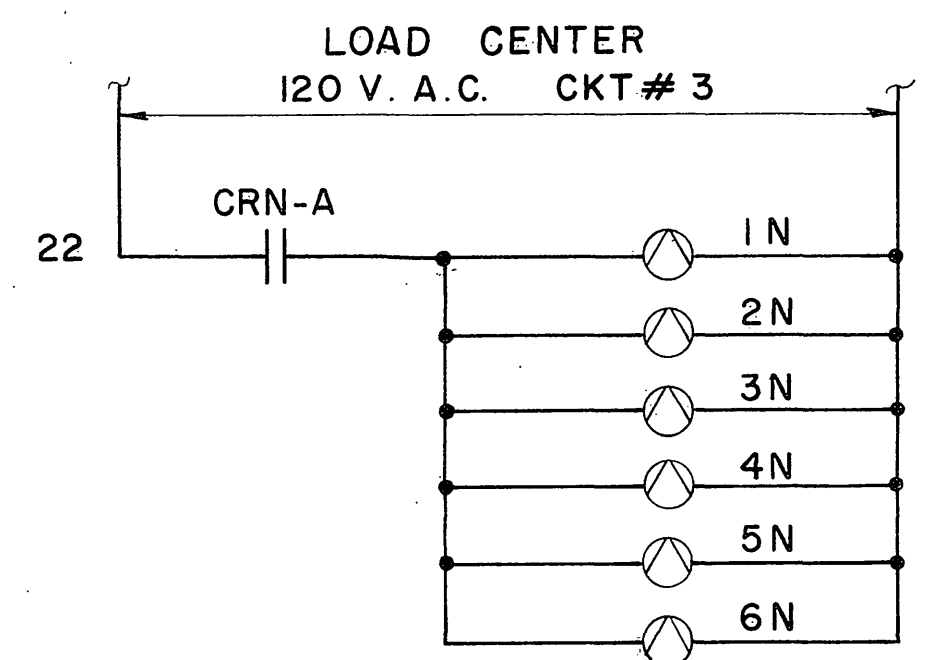 LOAD CENTER
120 V. A.C. CKT# 3
CRN-A
22
1N
2N
3N
4N
5N
6N